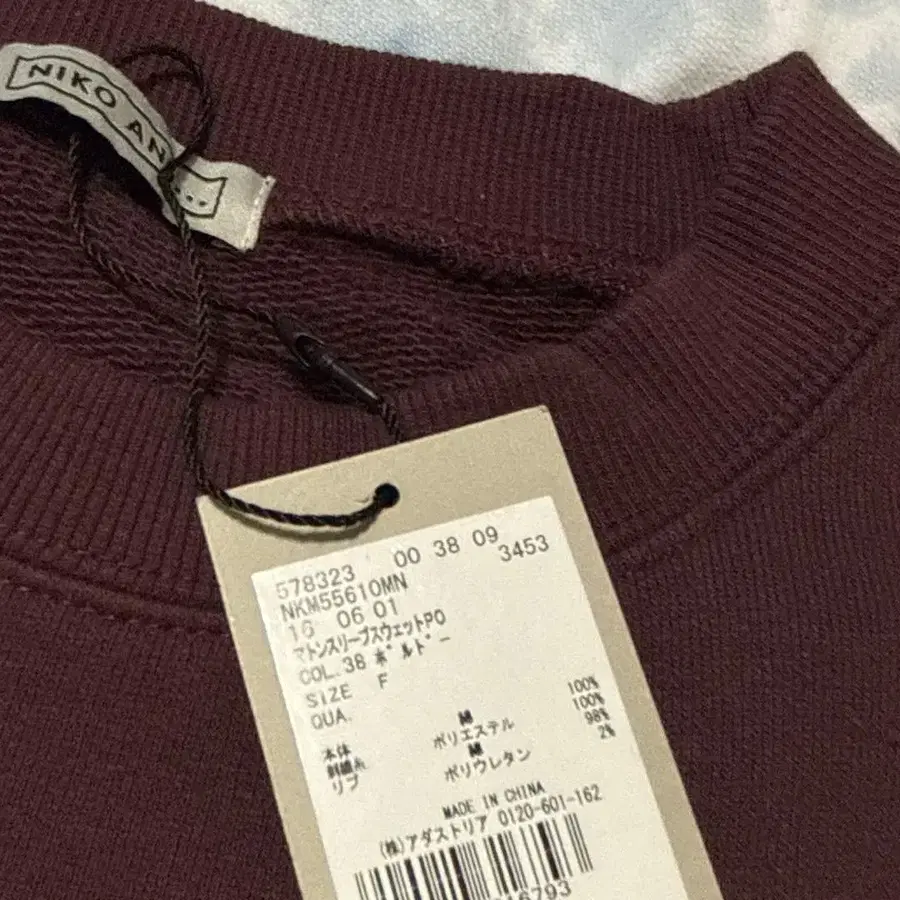 NIKO AN
...
578323 00 38 09
3453
NKM55610MN
16 06 01
マトンスリーブスウェットPO
COL.38 ボルドー
SIZE F
QUA.
本体 綿 100%
刺繍糸 ポリエステル 100%
リブ 綿 98%
ポリウレタン 2%
MADE IN CHINA
(株)アダストリア 0120-601-162
16793